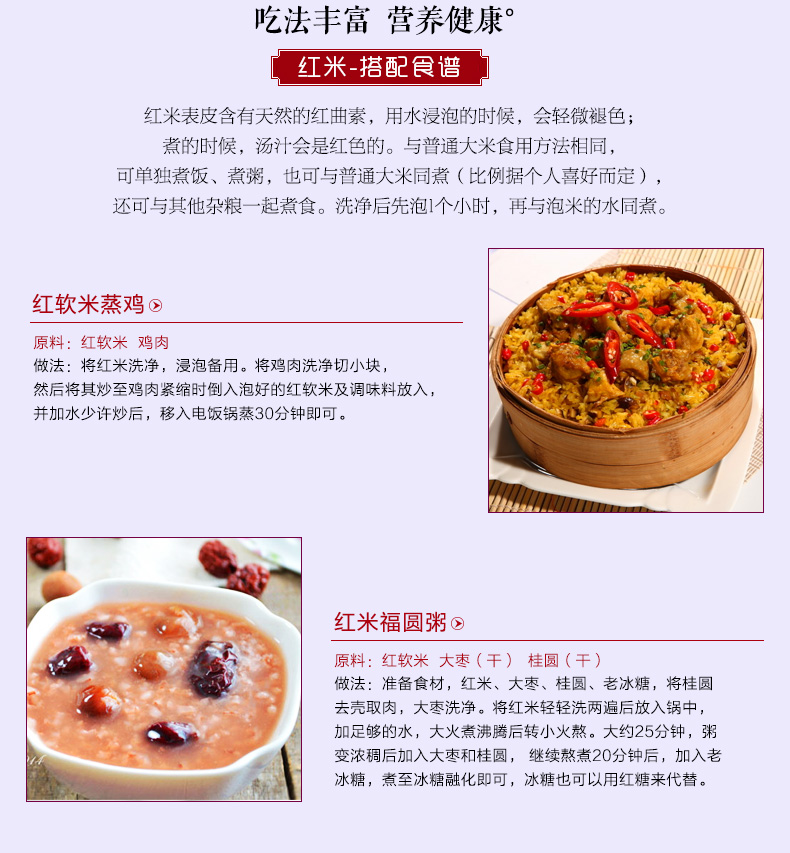 吃法丰富 营养健康°
红米-搭配食谱
红米表皮含有天然的红曲素，用水浸泡的时候，会轻微褪色；
煮的时候，汤汁会是红色的。与普通大米食用方法相同，
可单独煮饭、煮粥，也可与普通大米同煮（比例据个人喜好而定），
还可与其他杂粮一起煮食。洗净后先泡1个小时，再与泡米的水同煮。
红软米蒸鸡
原料：红软米 鸡肉
做法：将红米洗净，浸泡备用。将鸡肉洗净切小块，
然后将其炒至鸡肉紧缩时倒入泡好的红软米及调味料放入，
并加水少许炒后，移入电饭锅蒸30分钟即可。
红米福圆粥
原料：红软米 大枣（干） 桂圆（干）
做法：准备食材，红米、大枣、桂圆、老冰糖，将桂圆
去壳取肉，大枣洗净。将红米轻轻洗两遍后放入锅中，
加足够的水，大火煮沸腾后转小火熬。大约25分钟，粥
变浓稠后加入大枣和桂圆， 继续熬煮20分钟后，加入老
冰糖，煮至冰糖融化即可，冰糖也可以用红糖来代替。